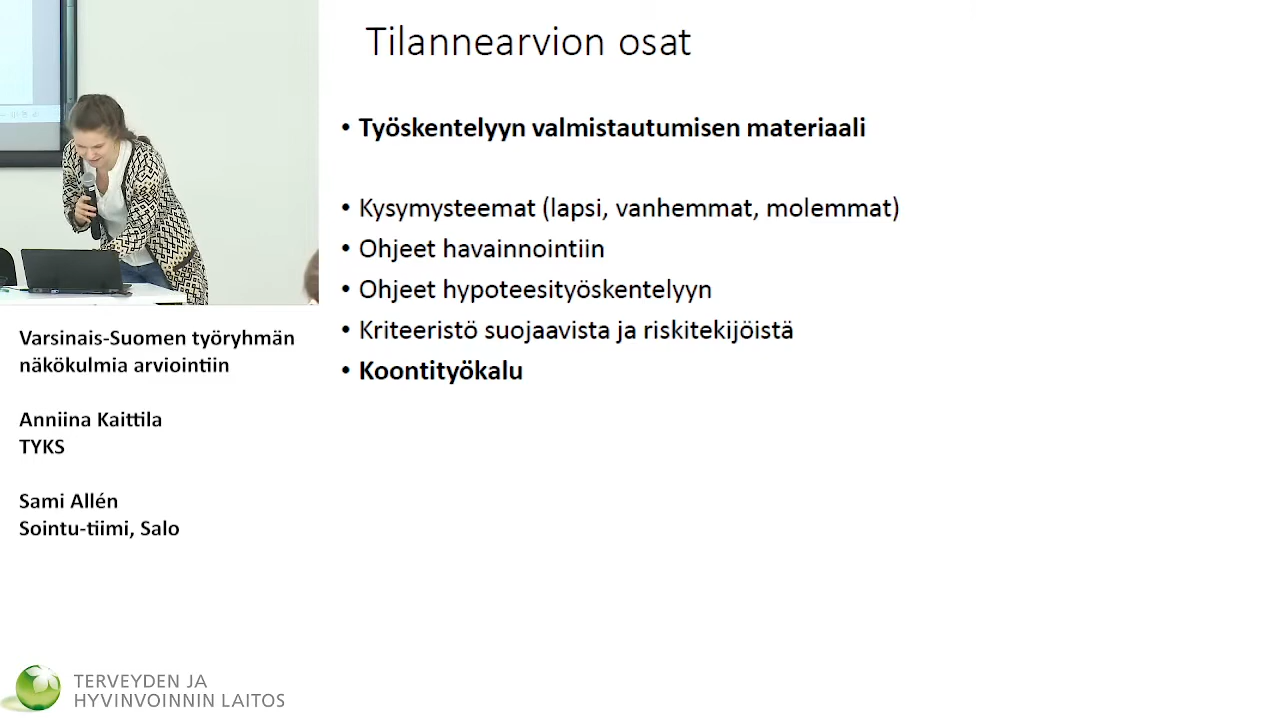 Tilannearvion osat
• Työskentelyyn valmistautumisen materiaali
• Kysymysteemat (lapsi, vanhemmat, molemmat)
• Ohjeet havainnointiin
• Ohjeet hypoteesityöskentelyyn
• Kriteeristö suojaavista ja riskitekijöistä
• Koontityökalu
Varsinais-Suomen työryhmän
näkökulmia arviointiin
Anniina Kaittila
TYKS
Sami Allén
Sointu-tiimi, Salo
TERVEYDEN JA
HYVINVOINNIN LAITOS